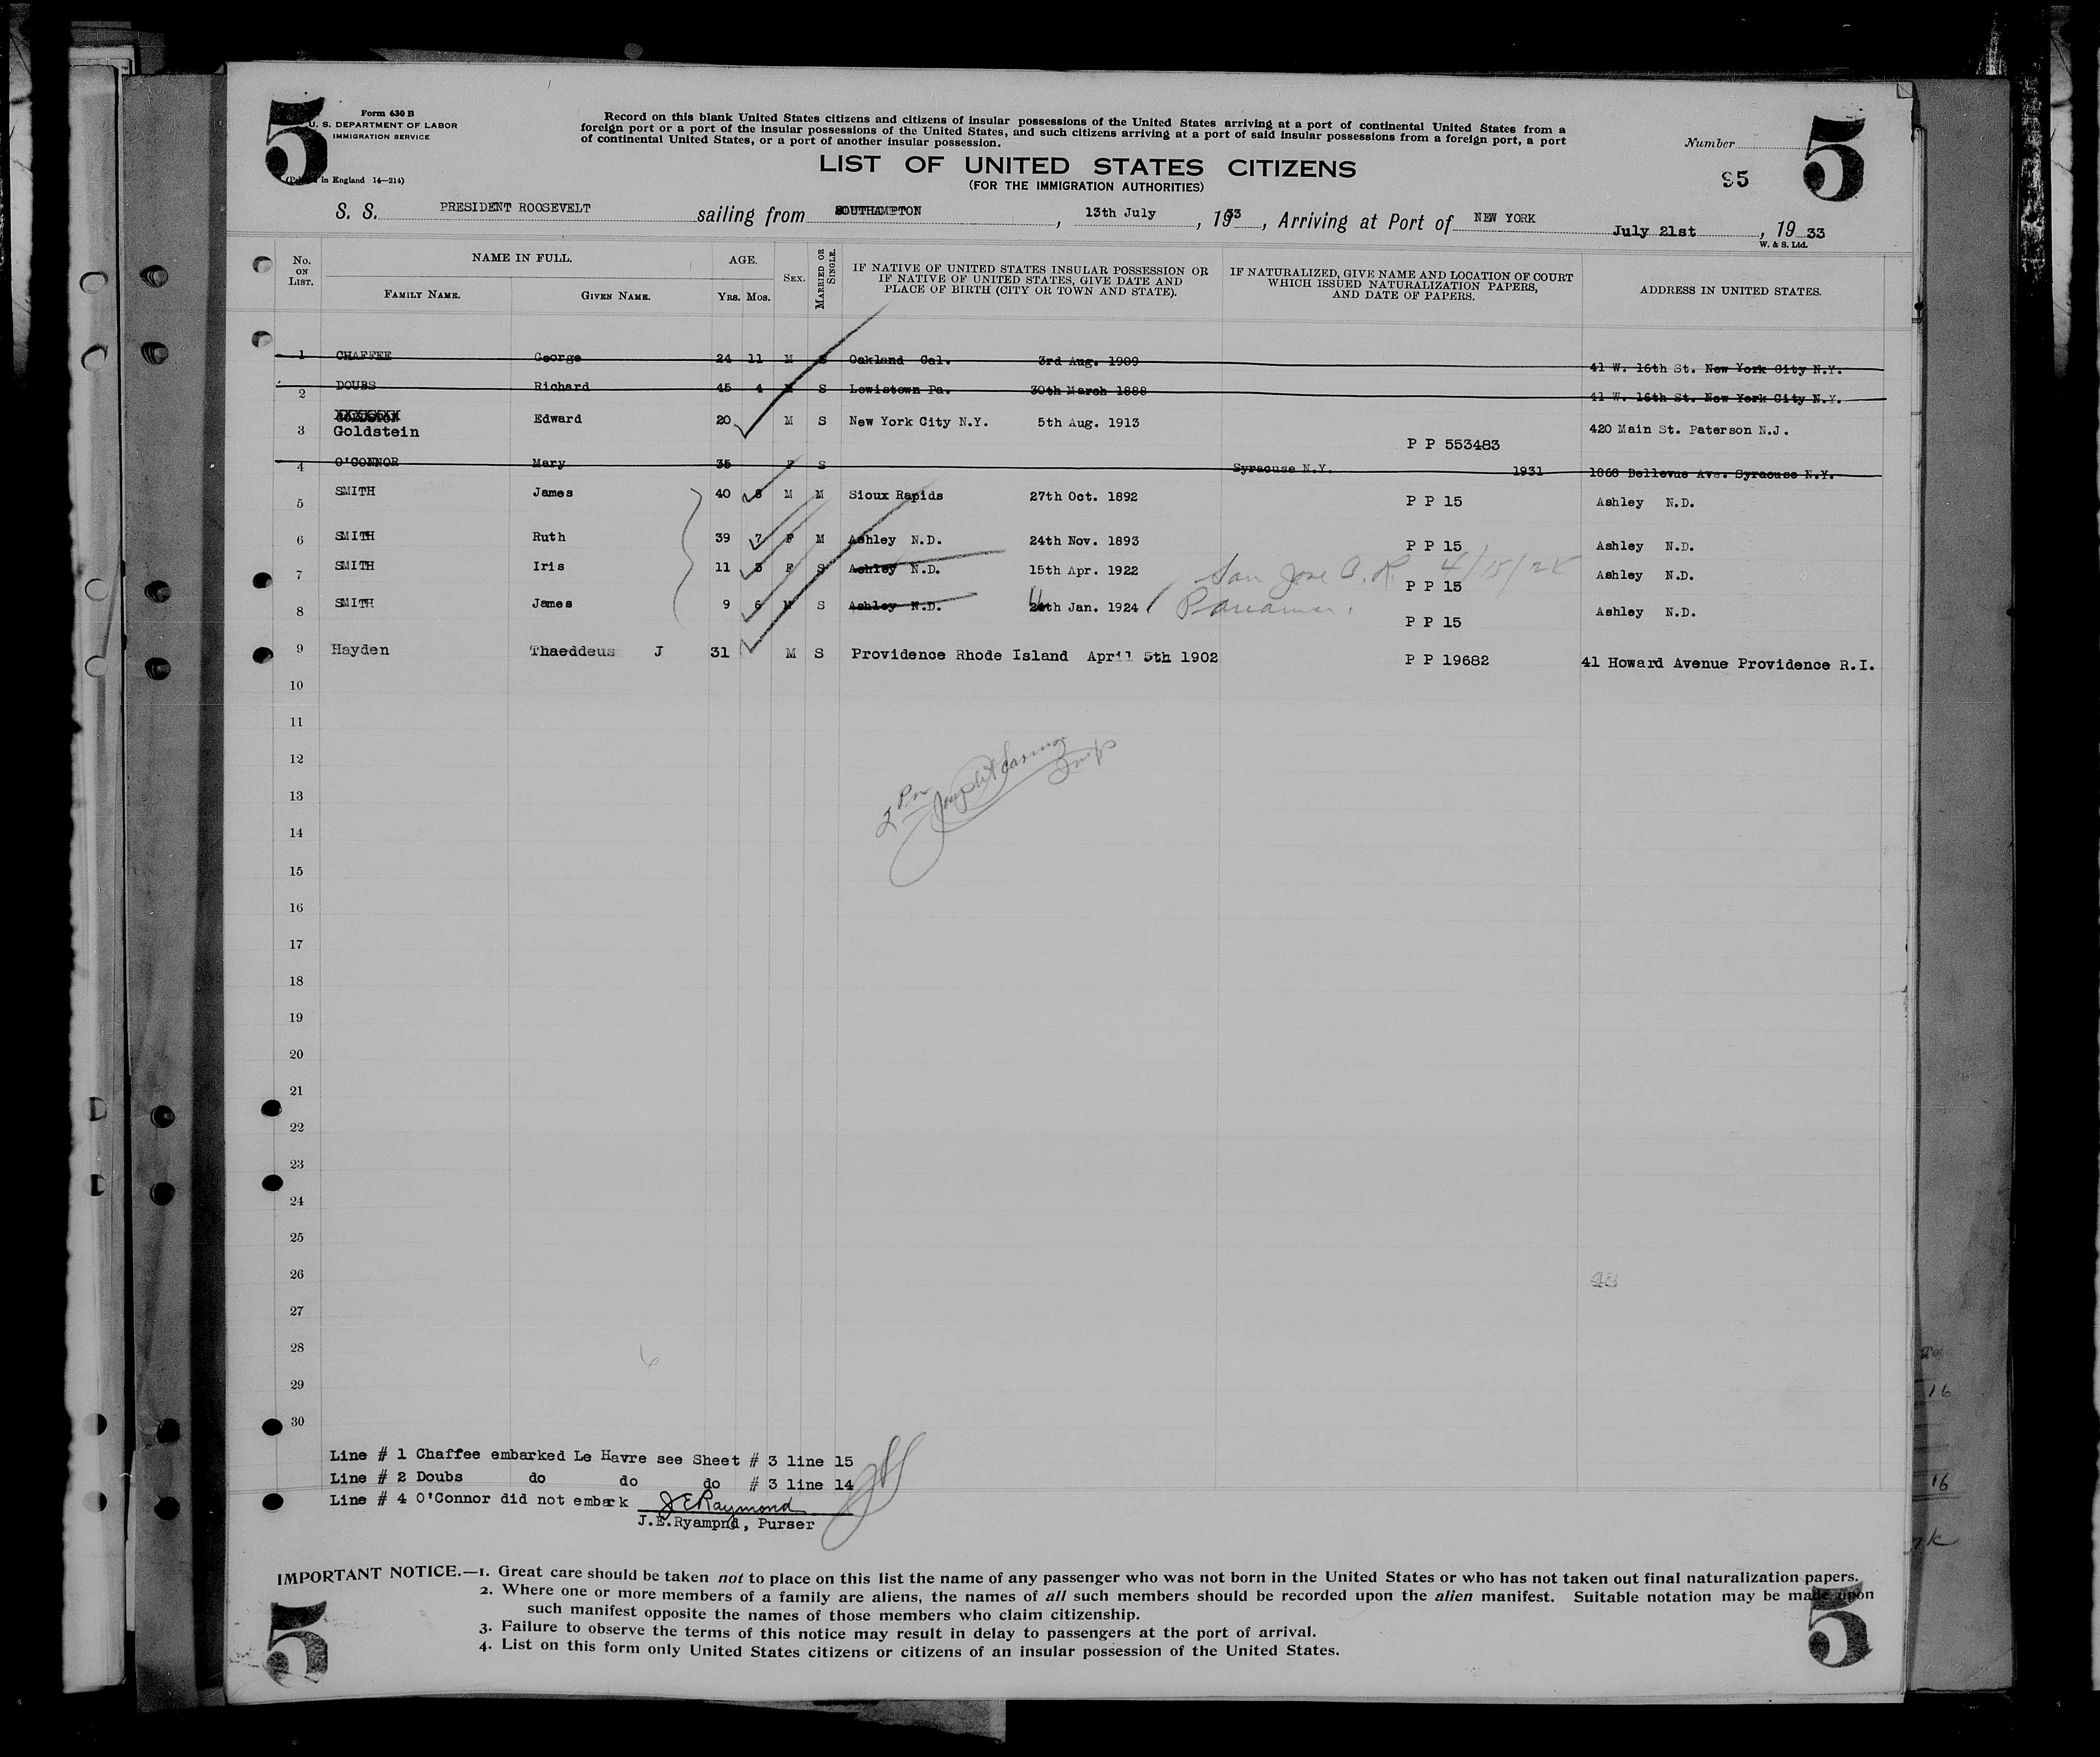 5
Form 630 B
U. S. DEPARTMENT OF LABOR
IMMIGRATION SERVICE
in England 14—214)
Record on this blank United States citizens and citizens of insular possessions of the United States arriving at a port of continental United States from a
foreign port or a port of the insular possessions of the United States, and such citizens arriving at a port of said insular possessions from a foreign port, a port
of continental United States, or a port of another insular possession.
Number
95
5
LIST OF UNITED STATES CITIZENS
(FOR THE IMMIGRATION AUTHORITIES)
S. S. PRESIDENT ROOSEVELT sailing from SOUTHAMPTON, 13th July, 1933, Arriving at Port of NEW YORK July 21st, 19 33
W. & S. Ltd.
No. ON LIST. NAME IN FULL. FAMILY NAME. GIVEN NAME. AGE. YRS. MOS. SEX. MARRIED OR SINGLE. IF NATIVE OF UNITED STATES INSULAR POSSESSION OR IF NATIVE OF UNITED STATES, GIVE DATE AND PLACE OF BIRTH (CITY OR TOWN AND STATE). IF NATURALIZED, GIVE NAME AND LOCATION OF COURT WHICH ISSUED NATURALIZATION PAPERS, AND DATE OF PAPERS. ADDRESS IN UNITED STATES.
1 CHAFFEE George 24 11 M S Oakland Cal. 3rd Aug. 1909 41 W. 16th St. New York City N.Y.
2 DOUBS Richard 45 4 M S Lewistown Pa. 30th March 1888 41 W. 16th St. New York City N.Y.
3 Goldstein Edward 20 M S New York City N.Y. 5th Aug. 1913 P P 553483 420 Main St. Paterson N.J.
4 O'CONNOR Mary 35 F S Syracuse N.Y. 1931 1868 Bellevue Ave. Syracuse N.Y.
5 SMITH James 40 8 M M Sioux Rapids 27th Oct. 1892 P P 15 Ashley N.D.
6 SMITH Ruth 39 7 F M Ashley N.D. 24th Nov. 1893 P P 15 Ashley N.D.
7 SMITH Iris 11 3 F S Ashley N.D. 15th Apr. 1922 San Jose C. R. P P 15 Ashley N.D.
8 SMITH James 9 6 M S Ashley N.D. th Jan. 1924 Panama. P P 15 Ashley N.D.
9 Hayden Thaeddeus J 31 M S Providence Rhode Island April 5th 1902 P P 19682 41 Howard Avenue Providence R.I.
10
11
12
13
14
15
16
17
18
19
20
21
22
23
24
25
26
27
28
29
30
Line # 1 Chaffee embarked Le Havre see Sheet # 3 line 15
Line # 2 Doubs do do do # 3 line 14
Line # 4 O'Connor did not embark J E Raymond
J.E.Ryampnd, Purser
16
16
IMPORTANT NOTICE.—1. Great care should be taken not to place on this list the name of any passenger who was not born in the United States or who has not taken out final naturalization papers.
2. Where one or more members of a family are aliens, the names of all such members should be recorded upon the alien manifest. Suitable notation may be made upon
such manifest opposite the names of those members who claim citizenship.
3. Failure to observe the terms of this notice may result in delay to passengers at the port of arrival.
4. List on this form only United States citizens or citizens of an insular possession of the United States.
5
5